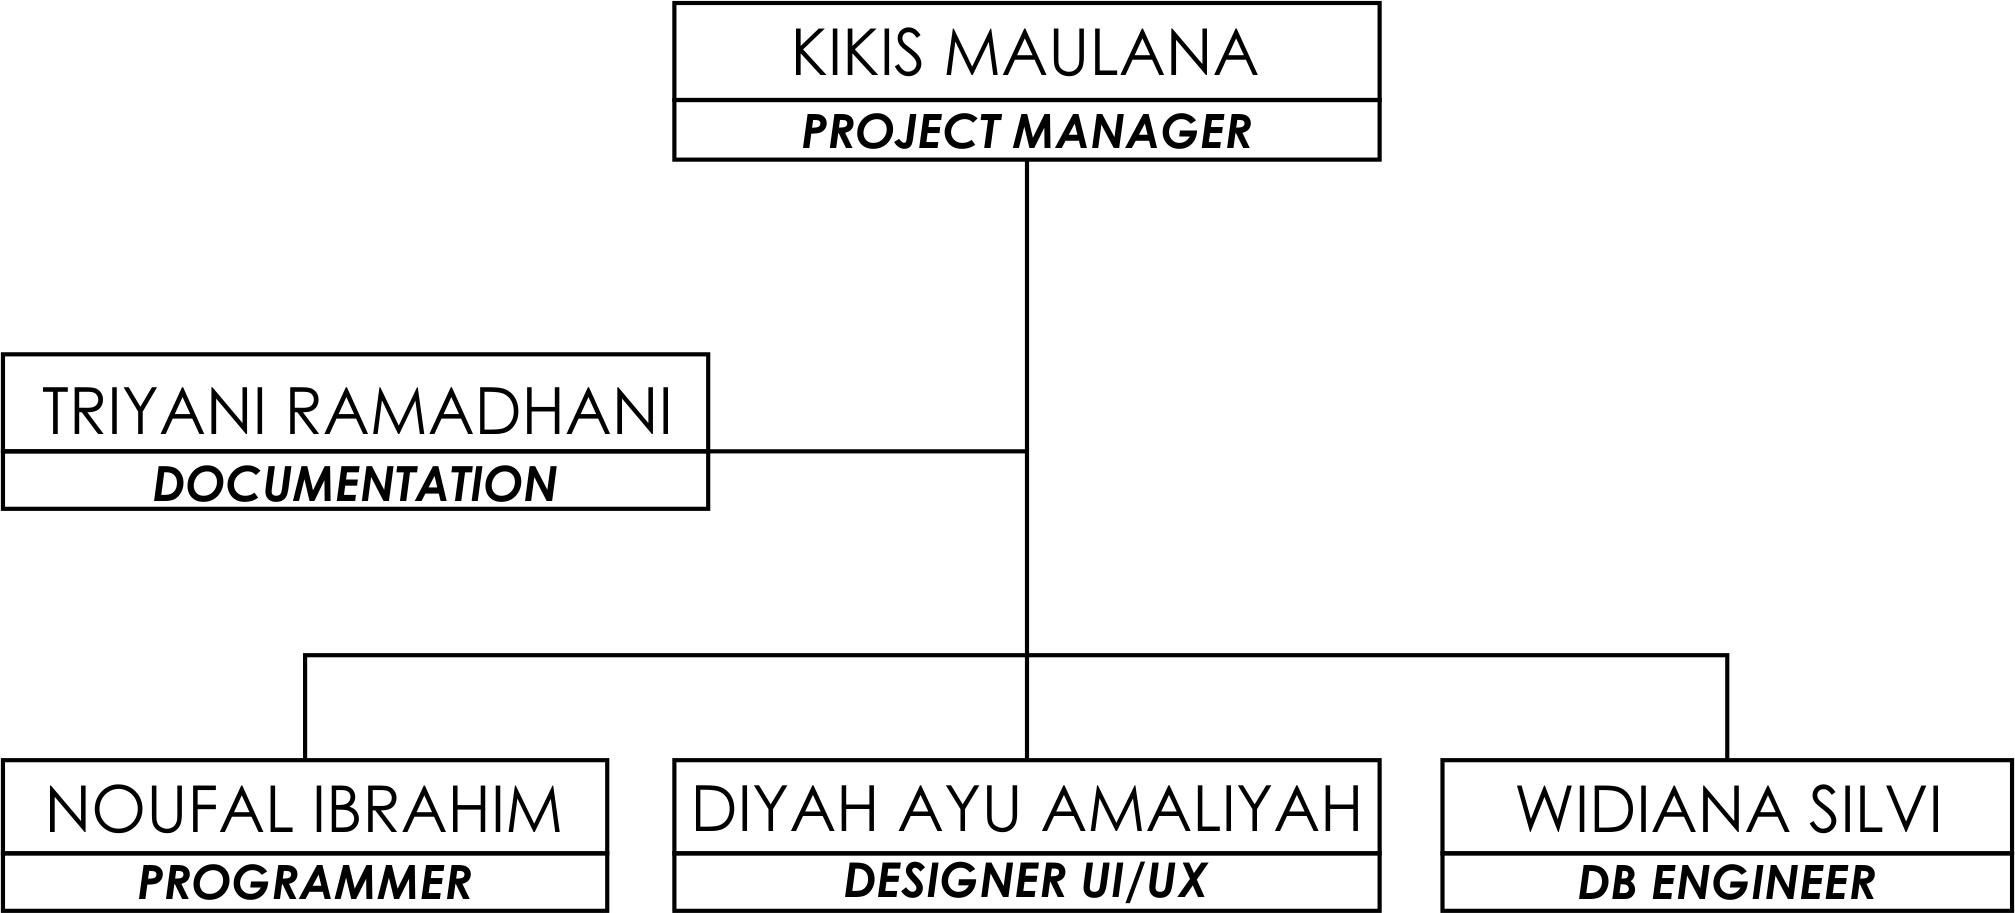 KIKIS MAULANA
PROJECT MANAGER
TRIYANI RAMADHANI
DOCUMENTATION
NOUFAL IBRAHIM
PROGRAMMER
DIYAH AYU AMALIYAH
DESIGNER UI/UX
WIDIANA SILVI
DB ENGINEER